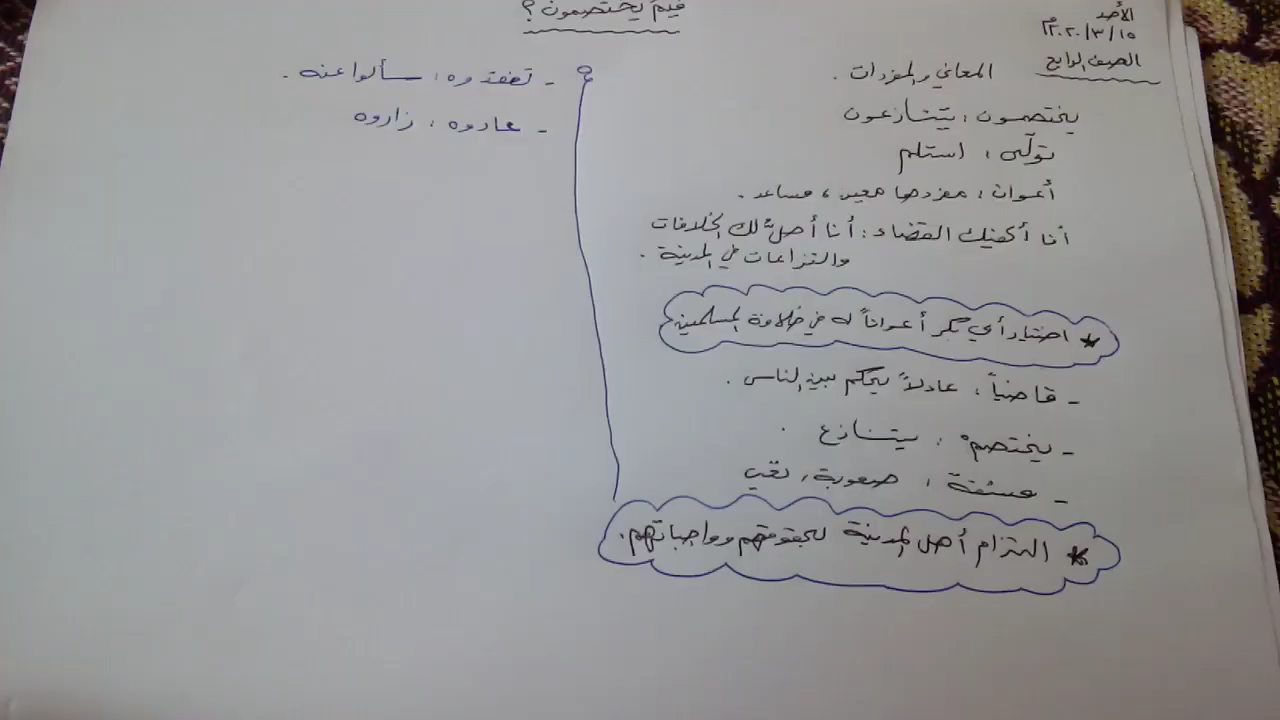 فيمَ يختصمون ؟
الأحد
١٥ / ٣ / ٢٠٢٠م
الصف الرابع
المعاني والمفردات .
يختصمون : يتنازعون
تولّى : استلم
أعوان : مفردها معين ، مساعد .
أنا أكفيك القضاء : أنا أحلّ لك الخلافات
والنزاعات في المدينة .
* اختيار أبي بكر أعواناً له في خلافة المسلمين
- قاضياً : عادلاً يحكم بين الناس .
- يختصم : يتنازع .
- مشقة : صعوبة ، تعب
* التزام أهل المدينة لحقوقهم وواجباتهم .
- تفقدوه : سألوا عنه .
- عادوه : زاروه